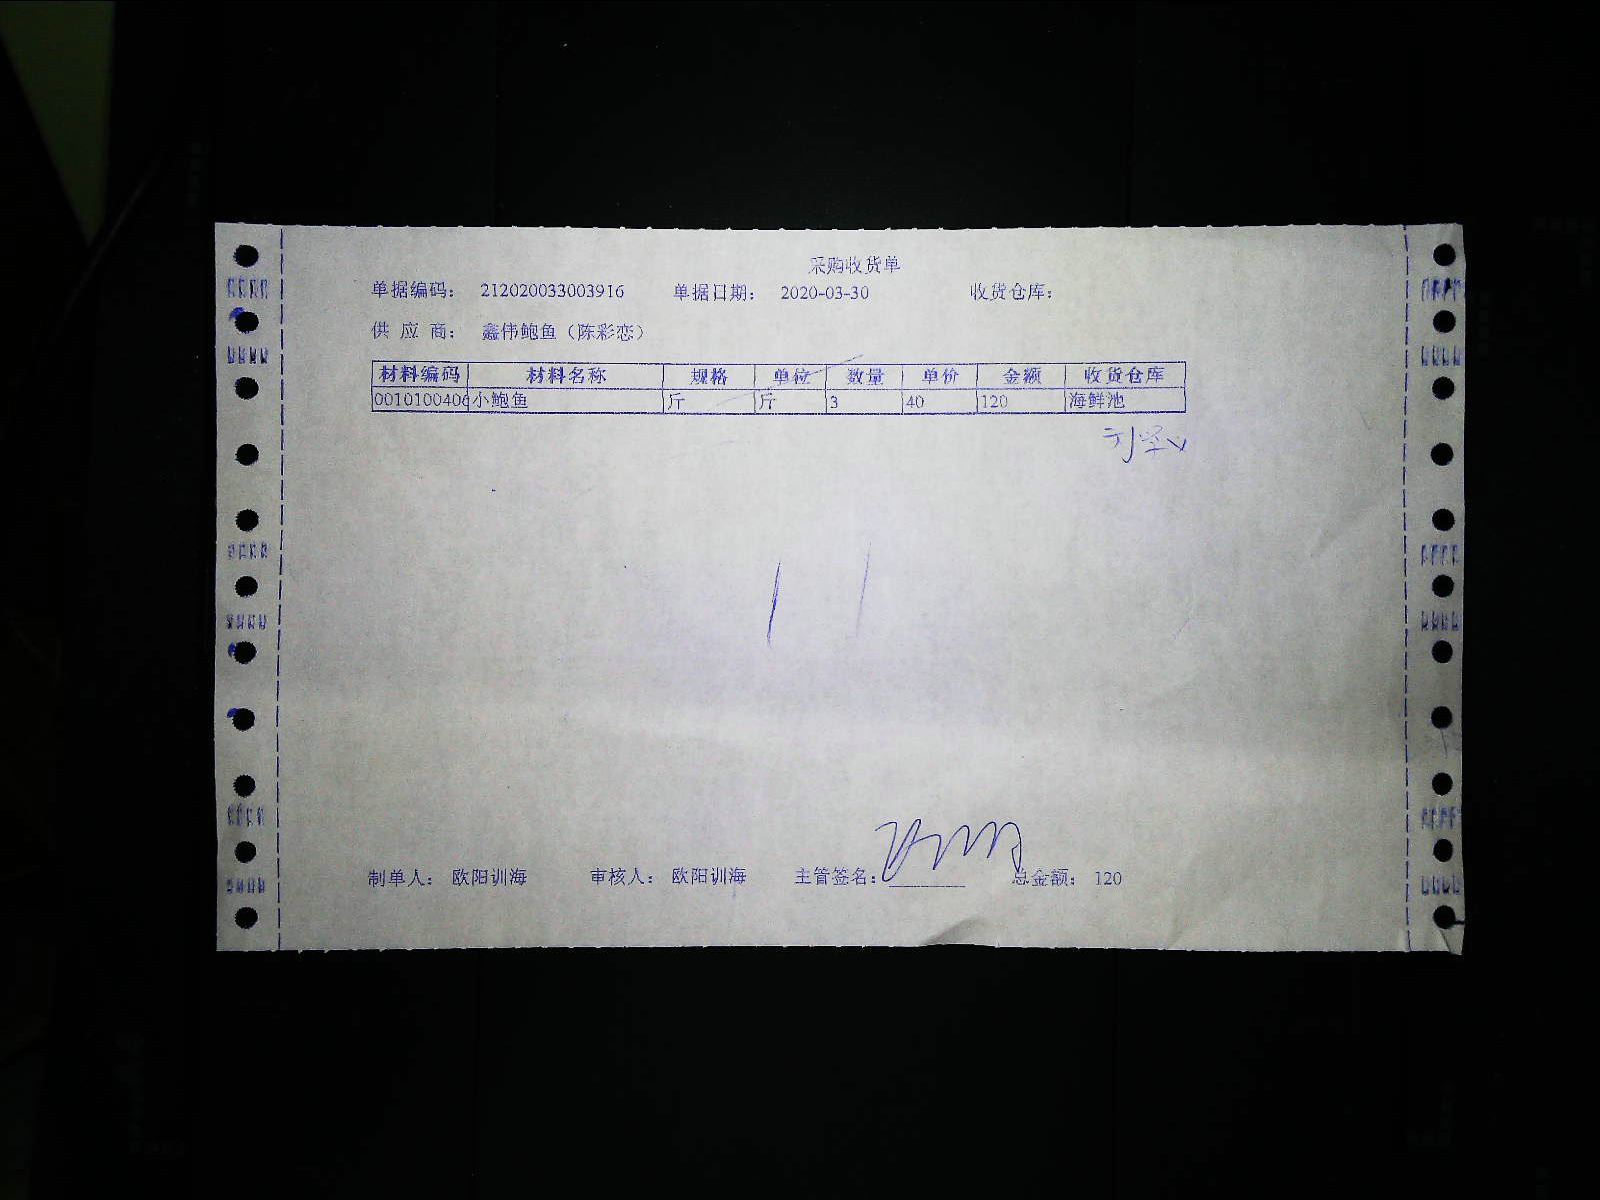 采购收货单
单据编码： 212020033003916 单据日期： 2020-03-30 收货仓库：
供 应 商： 鑫伟鲍鱼（陈彩恋）
材料编码 材料名称 规格 单位 数量 单价 金额 收货仓库
0010100406 小鲍鱼 斤 斤 3 40 120 海鲜池
制单人： 欧阳训海 审核人： 欧阳训海 主管签名： 总金额： 120